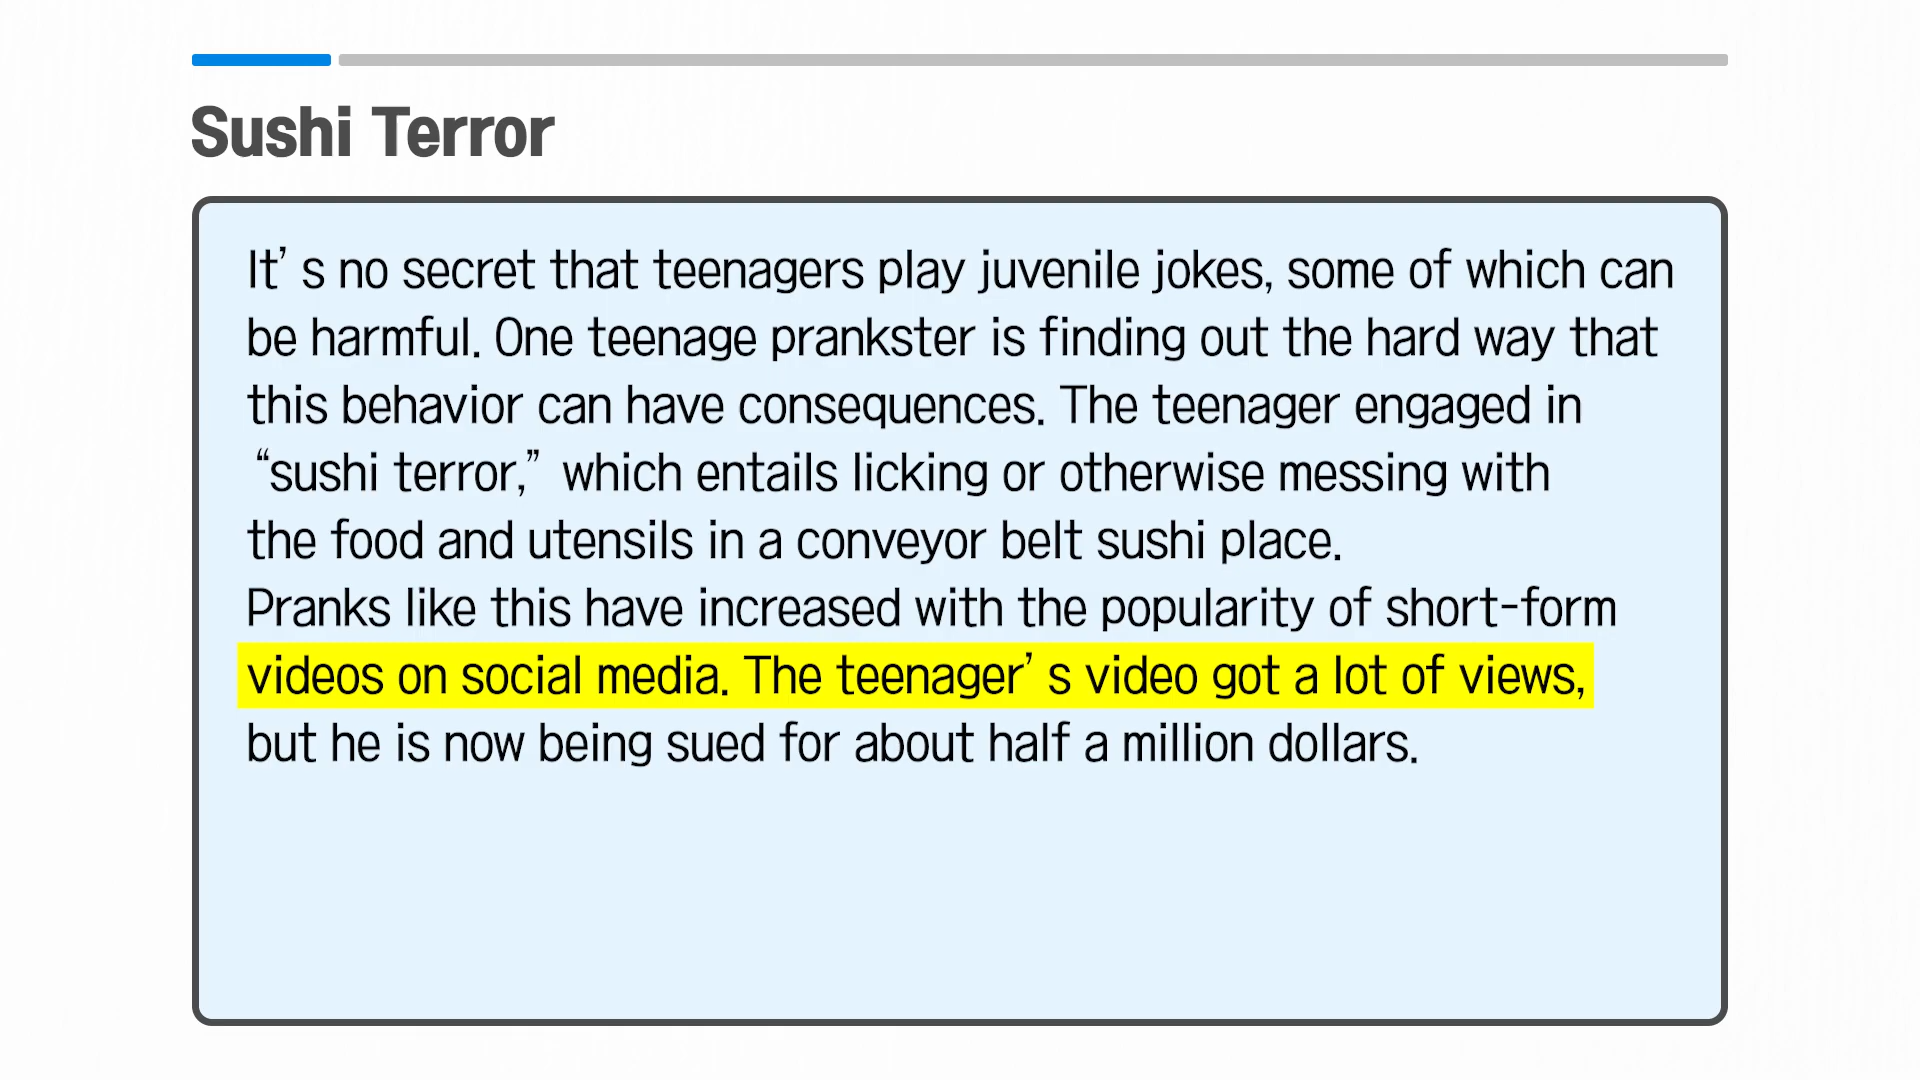 Sushi Terror
It’ s no secret that teenagers play juvenile jokes, some of which can
be harmful. One teenage prankster is finding out the hard way that
this behavior can have consequences. The teenager engaged in
“sushi terror,” which entails licking or otherwise messing with
the food and utensils in a conveyor belt sushi place.
Pranks like this have increased with the popularity of short-form
videos on social media. The teenager’ s video got a lot of views,
but he is now being sued for about half a million dollars.